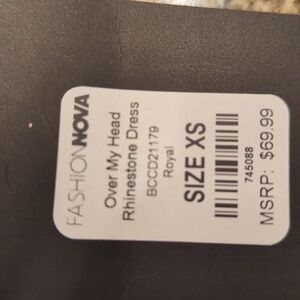 FASHIONNOVA
Over My Head
Rhinestone Dress
BCCD21179
Royal
SIZE XS
745088
MSRP: $69.99